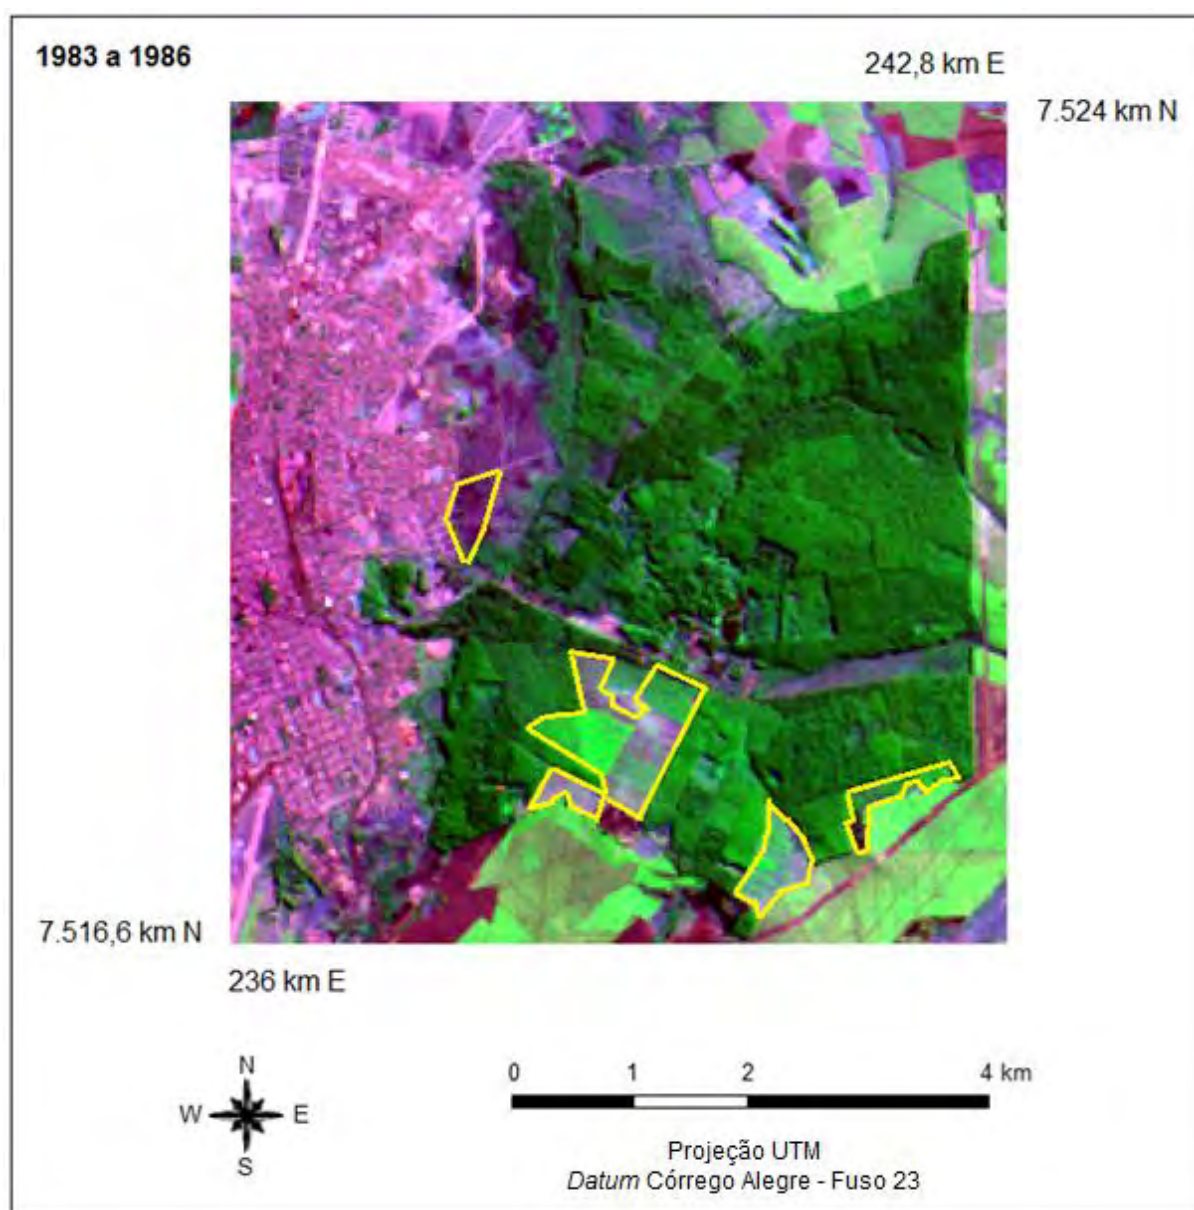 1983 a 1986
242,8 km E
7.524 km N
7.516,6 km N
236 km E
N
W E
S
0 1 2 4 km
Projeção UTM
Datum Córrego Alegre - Fuso 23